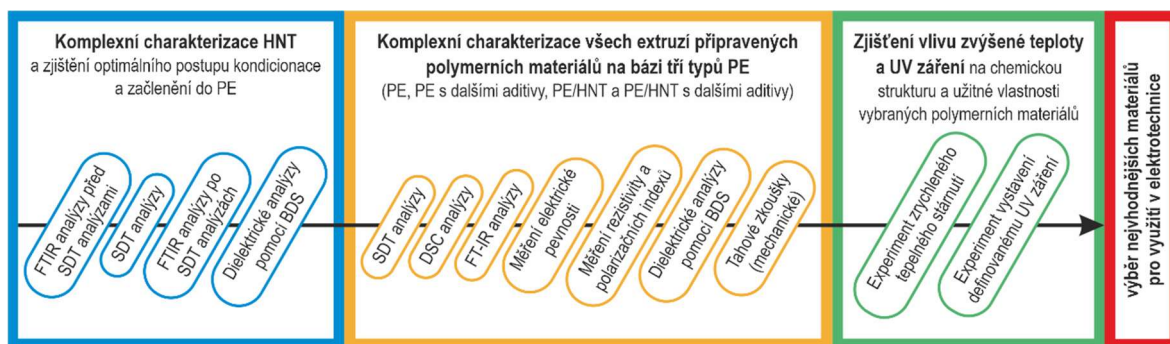 Komplexní charakterizace HNT
a zjištění optimálního postupu kondicionace
a začlenění do PE
FTIR analýzy před
SDT analýzami
SDT analýzy
FTIR analýzy po
SDT analýzách
Dielektrické analýzy
pomocí BDS
Komplexní charakterizace všech extruzí připravených
polymerních materiálů na bázi tří typů PE
(PE, PE s dalšími aditivy, PE/HNT a PE/HNT s dalšími aditivy)
SDT analýzy
DSC analýzy
FT-IR analýzy
Měření elektrické
pevnosti
Měření rezistivity a
polarizačních indexů
Dielektrické analýzy
pomocí BDS
Tahové zkoušky
(mechanické)
Zjišťení vlivu zvýšené teploty
a UV záření na chemickou
strukturu a užitné vlastnosti
vybraných polymerních materiálů
Experiment zrychleného
tepelného stárnutí
Experiment vystavení
definovanému UV záření
výběr nejvyhodnějších materiálů
pro využití v elektrotechnice